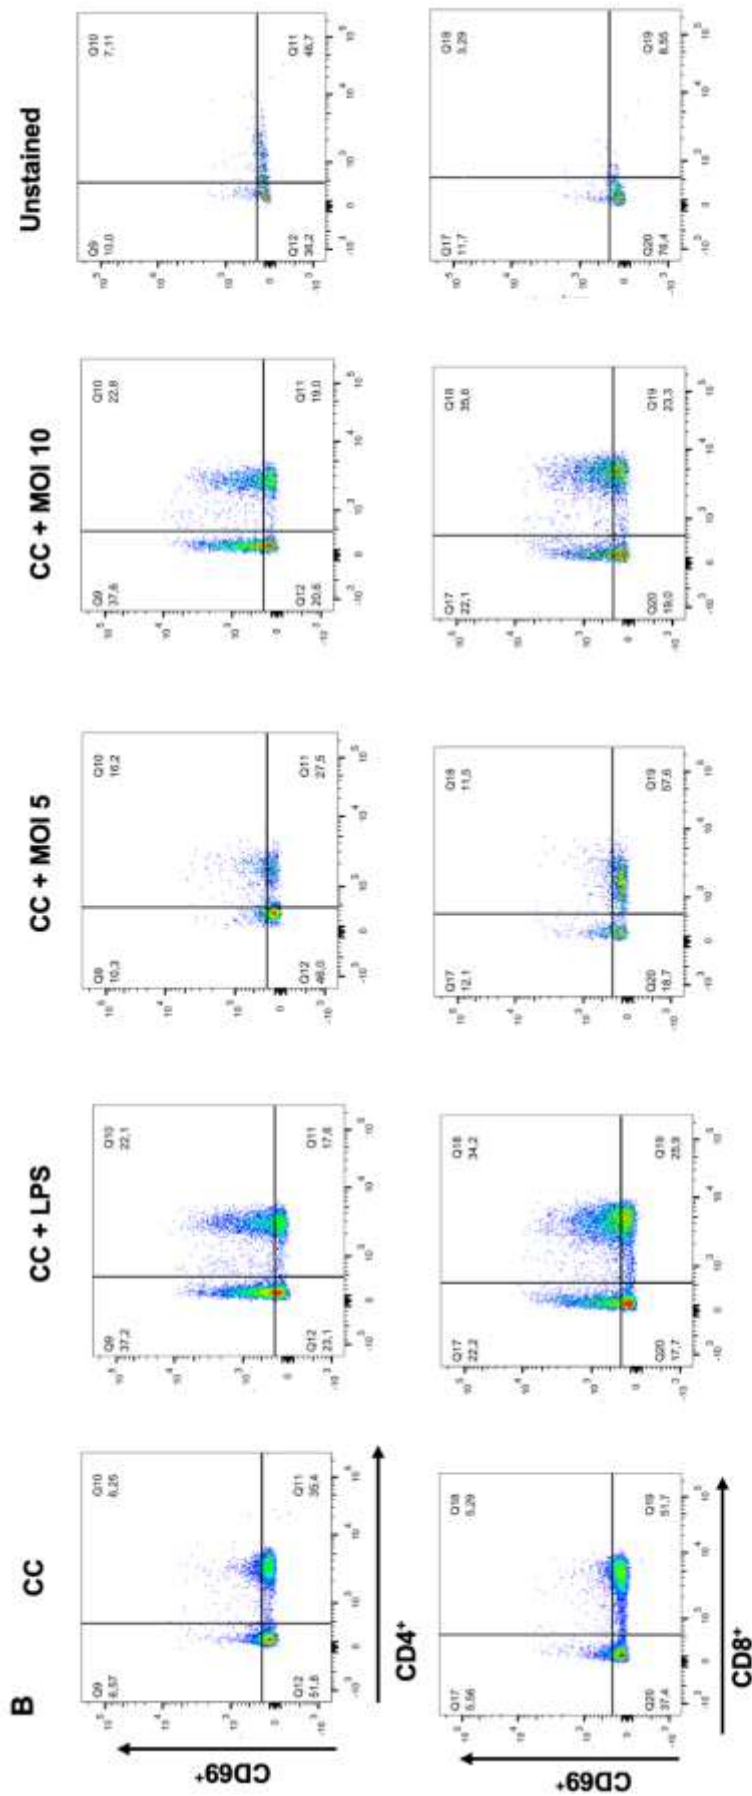 B
CC
CC + LPS
CC + MOI 5
CC + MOI 10
Unstained
CD69+
Q9
6,57
Q10
6,25
Q12
51,8
Q11
35,4
Q9
37,2
Q10
22,1
Q12
23,1
Q11
17,6
Q9
10,3
Q10
16,2
Q12
46,0
Q11
27,5
Q9
37,6
Q10
22,8
Q12
20,6
Q11
19,0
Q9
10,0
Q10
7,11
Q12
36,2
Q11
46,7
CD4+
CD69+
Q17
5,56
Q18
5,29
Q20
37,4
Q19
51,7
Q17
22,2
Q18
34,2
Q20
17,7
Q19
25,9
Q17
12,1
Q18
11,5
Q20
18,7
Q19
57,6
Q17
22,1
Q18
35,6
Q20
19,0
Q19
23,3
Q17
11,7
Q18
3,29
Q20
76,4
Q19
8,55
CD8+